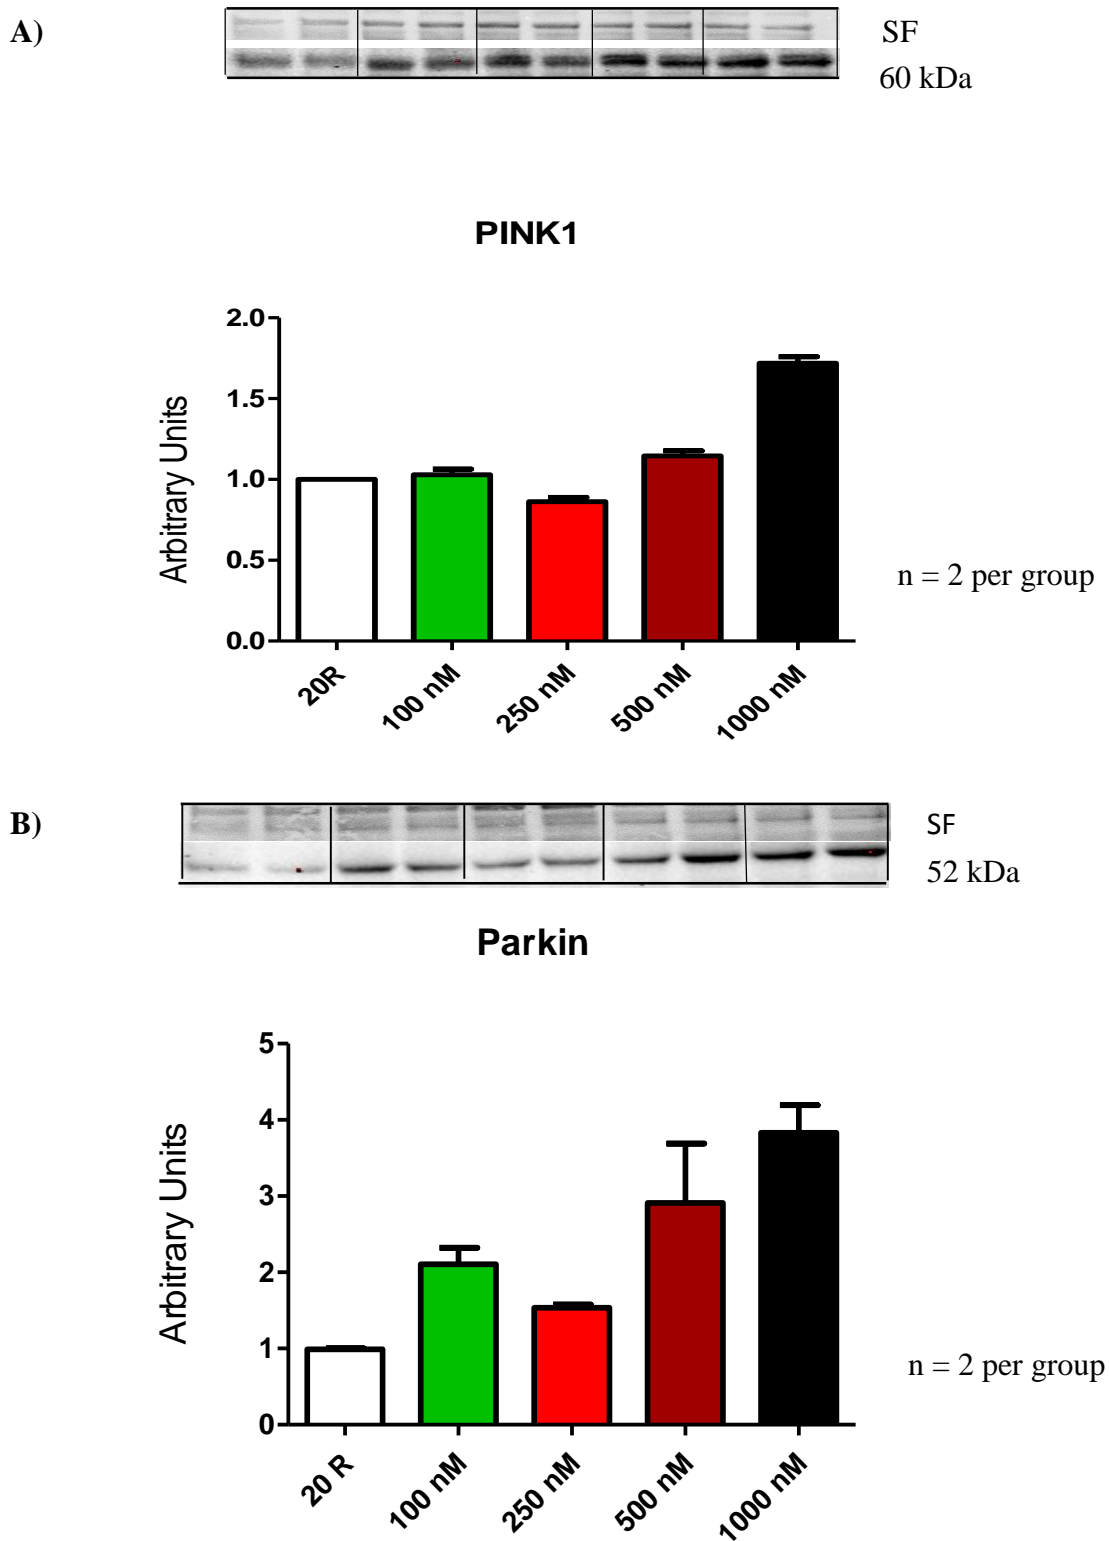 A)
SF
60 kDa
PINK1
2.0
1.5
1.0
0.5
0.0
Arbitrary Units
n = 2 per group
20R
100 nM
250 nM
500 nM
1000 nM
B)
SF
52 kDa
Parkin
5
4
3
2
1
0
Arbitrary Units
n = 2 per group
20 R
100 nM
250 nM
500 nM
1000 nM